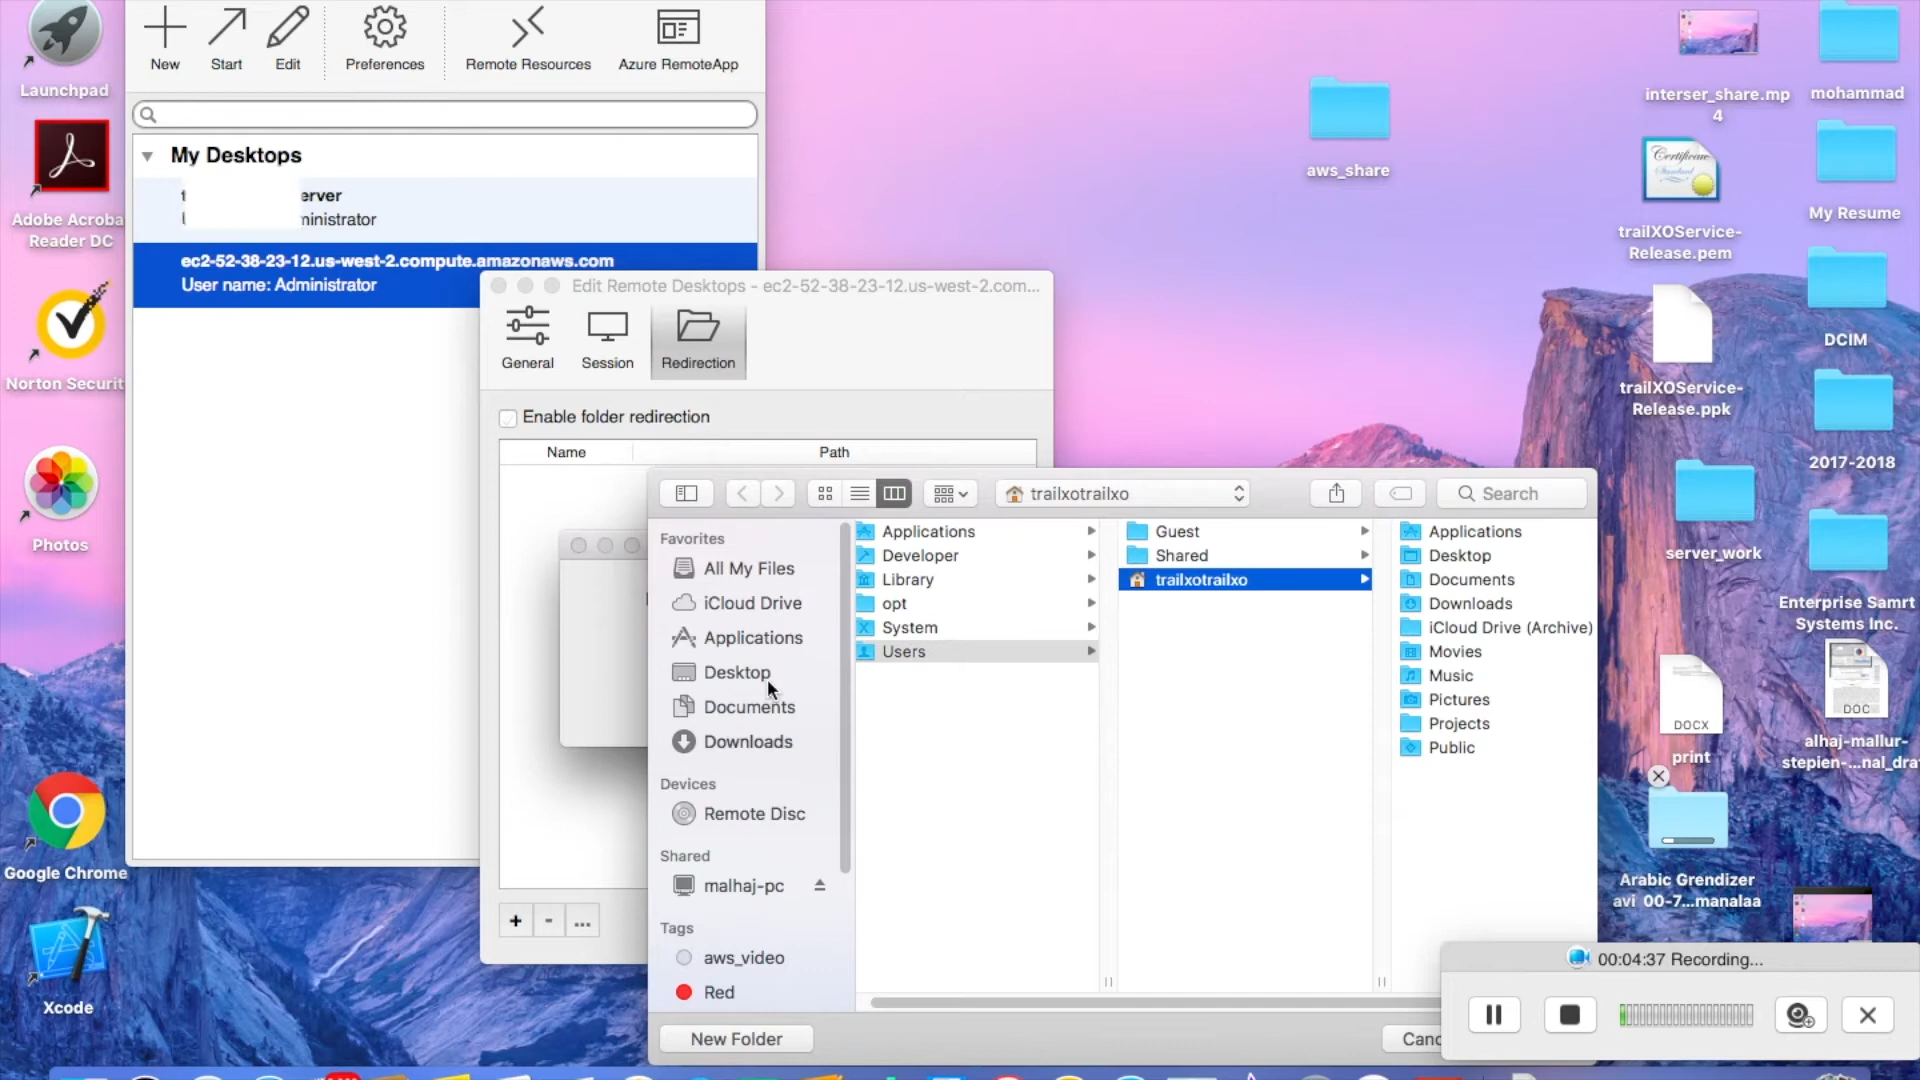 Launchpad
Adobe Acroba
Reader DC
Norton Securit
Photos
Google Chrome
Xcode
New
Start
Edit
Preferences
Remote Resources
Azure RemoteApp
My Desktops
erver
ministrator
ec2-52-38-23-12.us-west-2.compute.amazonaws.com
User name: Administrator
Edit Remote Desktops - ec2-52-38-23-12.us-west-2.com...
General
Session
Redirection
Enable folder redirection
Name
Path
+
-
...
trailxotrailxo
Search
Favorites
All My Files
iCloud Drive
Applications
Desktop
Documents
Downloads
Devices
Remote Disc
Shared
malhaj-pc
Tags
aws_video
Red
Applications
Developer
Library
opt
System
Users
Guest
Shared
trailxotrailxo
Applications
Desktop
Documents
Downloads
iCloud Drive (Archive)
Movies
Music
Pictures
Projects
Public
New Folder
Canc
00:04:37 Recording...
aws_share
interser_share.mp
4
mohammad
Certificate
Standard
trailXOService-
Release.pem
My Resume
DCIM
trailXOService-
Release.ppk
2017-2018
server_work
Enterprise Samrt
Systems Inc.
DOCX
print
DOC
alhaj-mallur-
stepien-...nal_dra
Arabic Grendizer
avi 00-7...manalaa